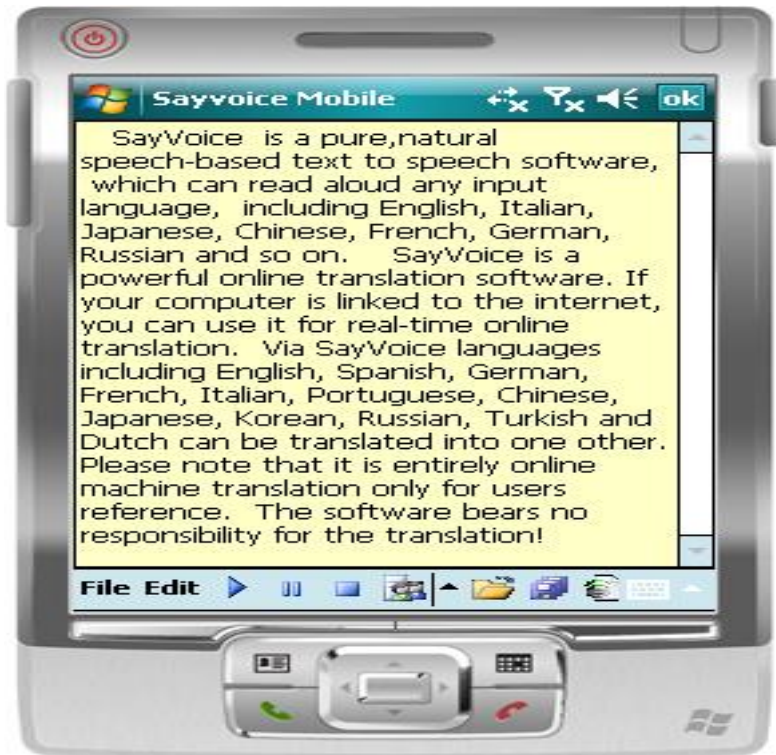 Sayvoice Mobile
ok
SayVoice is a pure,natural
speech-based text to speech software,
which can read aloud any input
language, including English, Italian,
Japanese, Chinese, French, German,
Russian and so on. SayVoice is a
powerful online translation software. If
your computer is linked to the internet,
you can use it for real-time online
translation. Via SayVoice languages
including English, Spanish, German,
French, Italian, Portuguese, Chinese,
Japanese, Korean, Russian, Turkish and
Dutch can be translated into one other.
Please note that it is entirely online
machine translation only for users
reference. The software bears no
responsibility for the translation!
File Edit